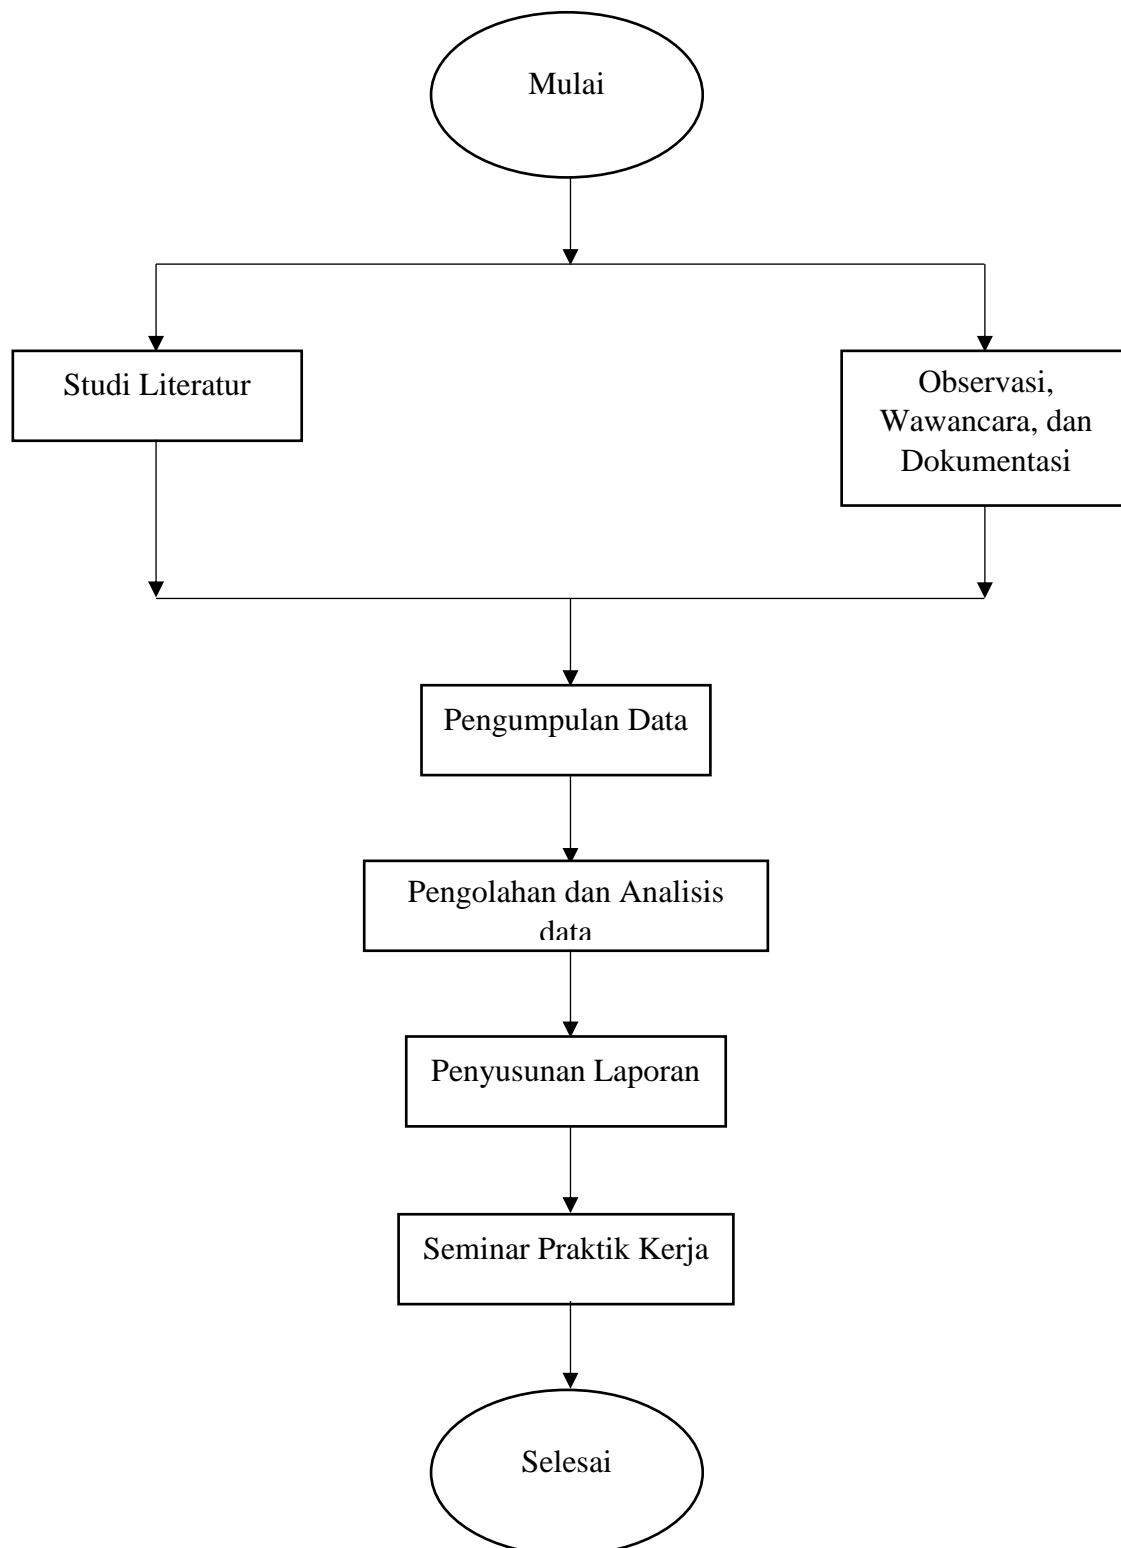 Mulai
Studi Literatur
Observasi,
Wawancara, dan
Dokumentasi
Pengumpulan Data
Pengolahan dan Analisis
data
Penyusunan Laporan
Seminar Praktik Kerja
Selesai